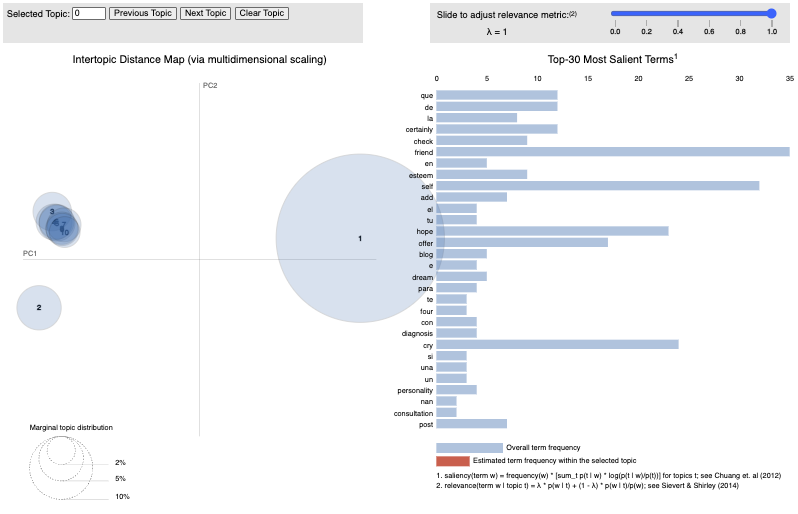 Selected Topic: 0 Previous Topic Next Topic Clear Topic
Slide to adjust relevance metric:(2)
λ = 1
0.0 0.2 0.4 0.6 0.8 1.0
Intertopic Distance Map (via multidimensional scaling)
PC2
PC1
3
1
2
Marginal topic distribution
2%
5%
10%
Top-30 Most Salient Terms1
0 5 10 15 20 25 30 35
que
de
la
certainly
check
friend
en
esteem
self
add
el
tu
hope
offer
blog
e
dream
para
te
four
con
diagnosis
cry
si
una
un
personality
nan
consultation
post
Overall term frequency
Estimated term frequency within the selected topic
1. saliency(term w) = frequency(w) * [sum_t p(t | w) * log(p(t | w)/p(t))] for topics t; see Chuang et. al (2012)
2. relevance(term w | topic t) = λ * p(w | t) + (1 - λ) * p(w | t)/p(w); see Sievert & Shirley (2014)